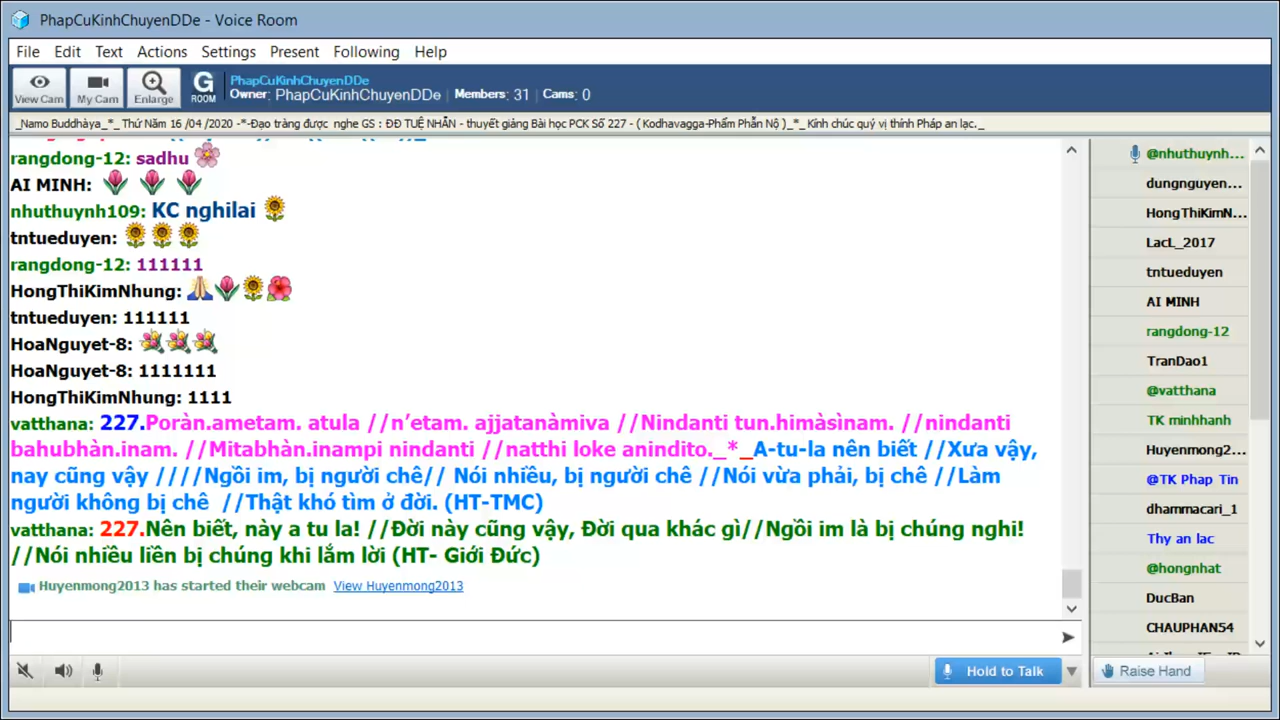 PhapCuKinhChuyenDDe - Voice Room
File Edit Text Actions Settings Present Following Help
View Cam
My Cam
Enlarge
G ROOM
PhapCuKinhChuyenDDe
Owner: PhapCuKinhChuyenDDe Members: 31 Cams: 0
_Namo Buddhàya_*_ Thứ Năm 16 /04 /2020 -*-Đạo tràng được nghe GS : ĐĐ TUỆ NHẪN - thuyết giảng Bài học PCK Số 227 - ( Kodhavagga-Phẩm Phẫn Nộ )_*_ Kính chúc quý vị thính Pháp an lạc._
rangdong-12: sadhu
AI MINH:
nhuthuynh109: KC nghilai
tntueduyen:
rangdong-12: 111111
HongThiKimNhung:
tntueduyen: 111111
HoaNguyet-8:
HoaNguyet-8: 1111111
HongThiKimNhung: 1111
vatthana: 227.Poràn.ametam. atula //n’etam. ajjatanàmiva //Nindanti tun.himàsìnam. //nindanti
bahubhàn.inam. //Mitabhàn.inampi nindanti //natthi loke anindito._*_A-tu-la nên biết //Xưa vậy,
nay cũng vậy ////Ngồi im, bị người chê// Nói nhiều, bị người chê //Nói vừa phải, bị chê //Làm
người không bị chê //Thật khó tìm ở đời. (HT-TMC)
vatthana: 227.Nên biết, này a tu la! //Đời này cũng vậy, Đời qua khác gì//Ngồi im là bị chúng nghi!
//Nói nhiều liền bị chúng khi lắm lời (HT- Giới Đức)
Huyenmong2013 has started their webcam View Huyenmong2013
@nhuthuynh...
dungnguyen...
HongThiKimN...
LacL_2017
tntueduyen
AI MINH
rangdong-12
TranDao1
@vatthana
TK minhhanh
Huyenmong2...
@TK Phap Tin
dhammacari_1
Thy an lac
@hongnhat
DucBan
CHAUPHAN54
Hold to Talk
Raise Hand